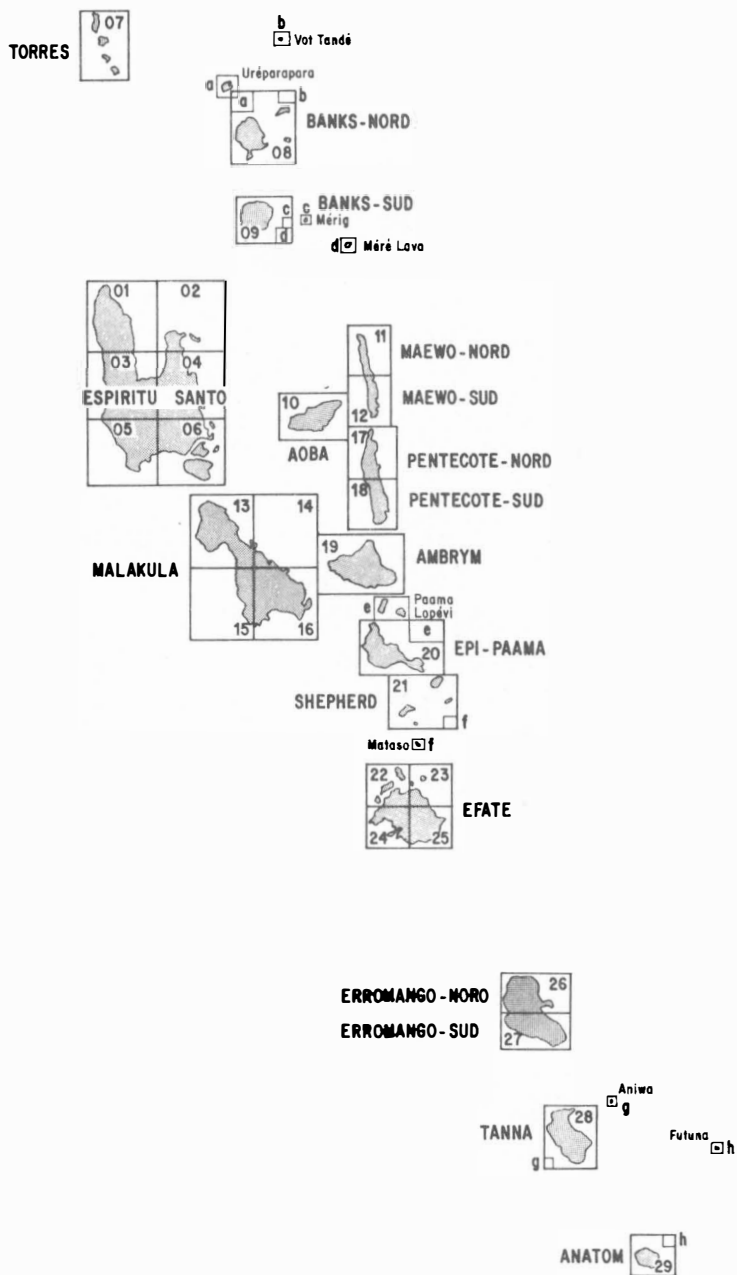 07
TORRES
b
Vot Tandé
Uréparapara
a
a
b
BANKS-NORD
08
BANKS-SUD
c
c
Mérig
09
d
d
Méré Lava
01
02
03
04
ESPIRITU SANTO
05
06
11
MAEWO-NORD
10
MAEWO-SUD
12
AOBA
17
PENTECOTE-NORD
18
PENTECOTE-SUD
13
14
MALAKULA
15
16
19
AMBRYM
e
Paama
Lopévi
e
20
EPI-PAAMA
21
SHEPHERD
f
Mataso
f
22
23
EFATE
24
25
ERROMANGO-NORO
26
ERROMANGO-SUD
27
Aniwa
g
28
TANNA
g
Futuna
h
h
ANATOM
29